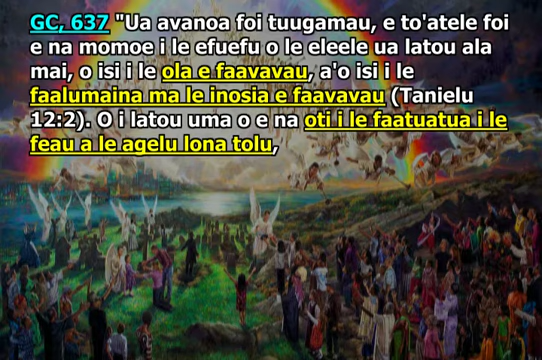 GC, 637 "Ua avanoa foi tuugamau, e to'atele foi
e na momoe i le efuefu o le eleele ua latou ala
mai, o isi i le ola e faavavau, a'o isi i le
faalumaina ma le inosia e faavavau (Tanielu
12:2). O i latou uma o e na oti i le faatuatua i le
feau a le agelu lona tolu,